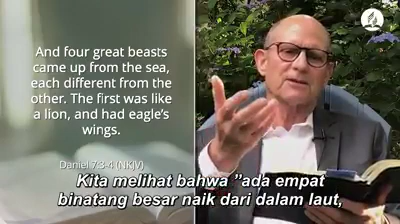 And four great beasts
came up from the sea,
each different from the
other. The first was like
a lion, and had eagle's
wings.
Daniel 7:3-4 (NKJV)
Kita melihat bahwa "ada empat
binatang besar naik dari dalam laut,